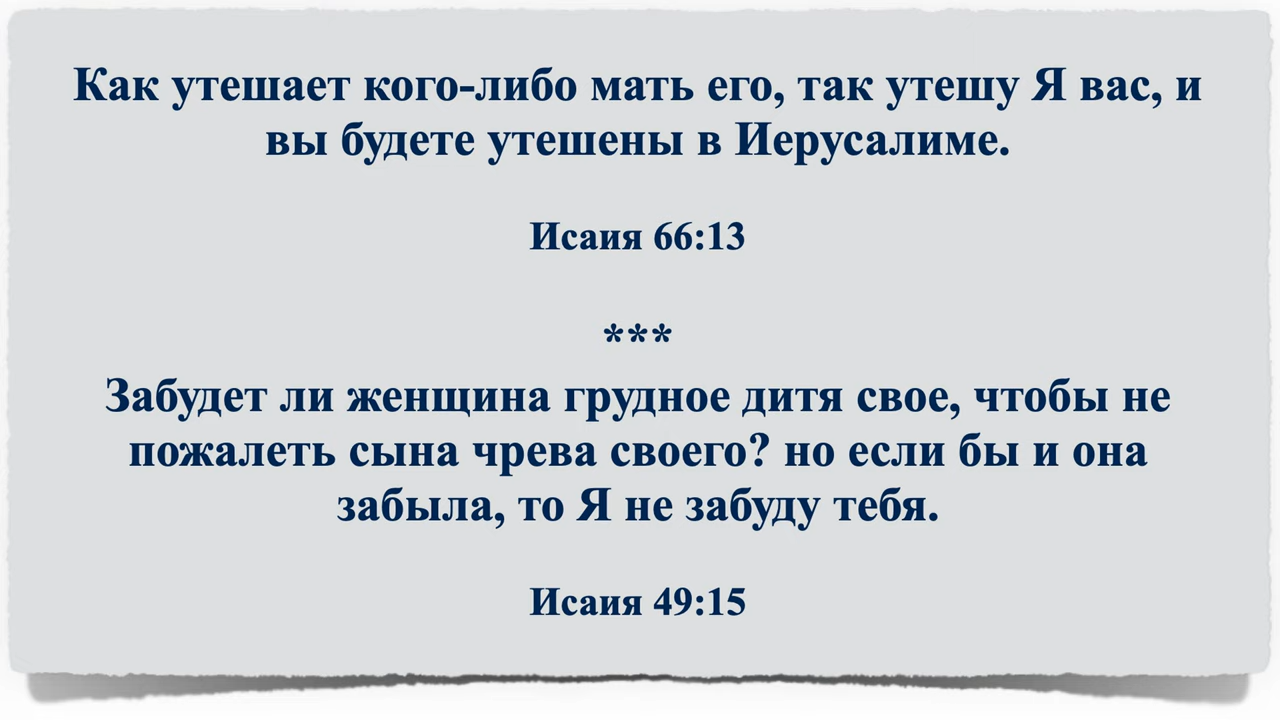 Как утешает кого-либо мать его, так утешу Я вас, и
вы будете утешены в Иерусалиме.
Исаия 66:13
***
Забудет ли женщина грудное дитя свое, чтобы не
пожалеть сына чрева своего? но если бы и она
забыла, то Я не забуду тебя.
Исаия 49:15